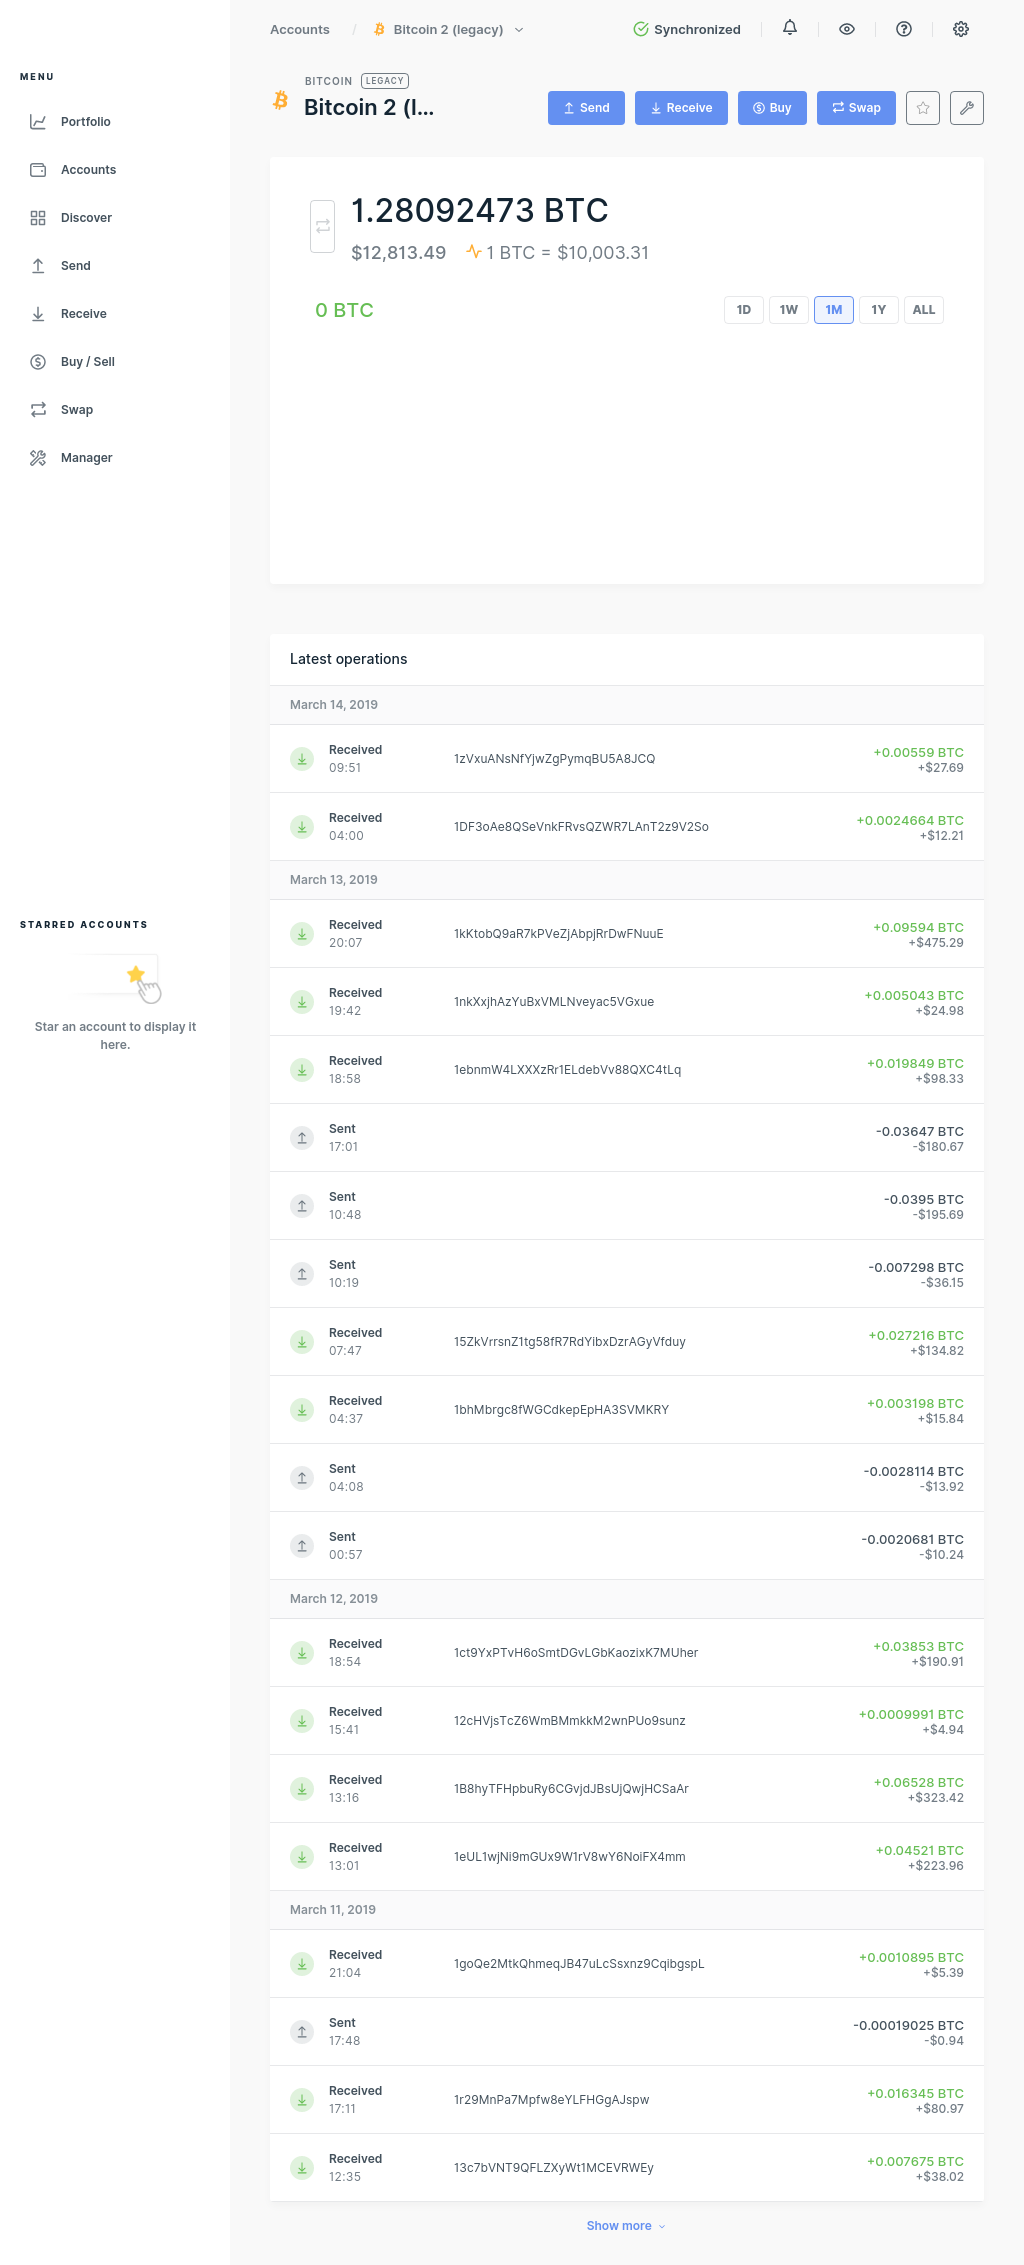 Accounts / Bitcoin 2 (legacy) Synchronized
MENU
BITCOIN LEGACY
Bitcoin 2 (l...
Send Receive Buy Swap
Portfolio
Accounts
Discover
Send
Receive
Buy / Sell
Swap
Manager
STARRED ACCOUNTS
Star an account to display it
here.
1.28092473 BTC
$12,813.49 1 BTC = $10,003.31
0 BTC 1D 1W 1M 1Y ALL
Latest operations
March 14, 2019
Received 1zVxuANsNfYjwZgPymqBU5A8JCQ +0.00559 BTC
09:51 +$27.69
Received 1DF3oAe8QSeVnkFRvsQZWR7LAnT2z9V2So +0.0024664 BTC
04:00 +$12.21
March 13, 2019
Received 1kKtobQ9aR7kPVeZjAbpjRrDwFNuuE +0.09594 BTC
20:07 +$475.29
Received 1nkXxjhAzYuBxVMLNveyac5VGxue +0.005043 BTC
19:42 +$24.98
Received 1ebnmW4LXXXzRr1ELdebVv88QXC4tLq +0.019849 BTC
18:58 +$98.33
Sent -0.03647 BTC
17:01 -$180.67
Sent -0.0395 BTC
10:48 -$195.69
Sent -0.007298 BTC
10:19 -$36.15
Received 15ZkVrrsnZ1tg58fR7RdYibxDzrAGyVfduy +0.027216 BTC
07:47 +$134.82
Received 1bhMbrgc8fWGCdkepEpHA3SVMKRY +0.003198 BTC
04:37 +$15.84
Sent -0.0028114 BTC
04:08 -$13.92
Sent -0.0020681 BTC
00:57 -$10.24
March 12, 2019
Received 1ct9YxPTvH6oSmtDGvLGbKaozixK7MUher +0.03853 BTC
18:54 +$190.91
Received 12cHVjsTcZ6WmBMmkkM2wnPUo9sunz +0.0009991 BTC
15:41 +$4.94
Received 1B8hyTFHpbuRy6CGvjdJBsUjQwjHCSaAr +0.06528 BTC
13:16 +$323.42
Received 1eUL1wjNi9mGUx9W1rV8wY6NoiFX4mm +0.04521 BTC
13:01 +$223.96
March 11, 2019
Received 1goQe2MtkQhmeqJB47uLcSsxnz9CqibgspL +0.0010895 BTC
21:04 +$5.39
Sent -0.00019025 BTC
17:48 -$0.94
Received 1r29MnPa7Mpfw8eYLFHGgAJspw +0.016345 BTC
17:11 +$80.97
Received 13c7bVNT9QFLZXyWt1MCEVRWEy +0.007675 BTC
12:35 +$38.02
Show more